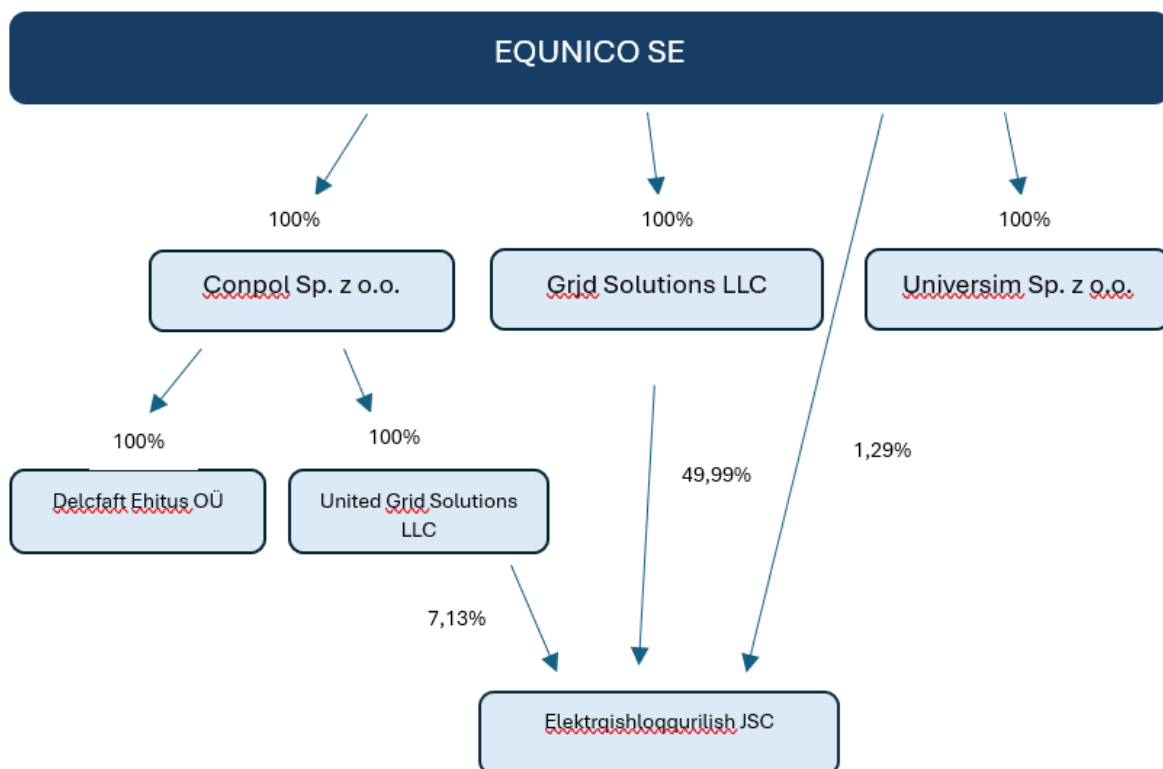 EQUNICO SE
100%
100%
100%
Conpol Sp. z o.o.
Grjd Solutions LLC
Universim Sp. z o.o.
100%
100%
49,99%
1,29%
Delcfaft Ehitus OÜ
United Grid Solutions
LLC
7,13%
Elektrqishloqqurilish JSC